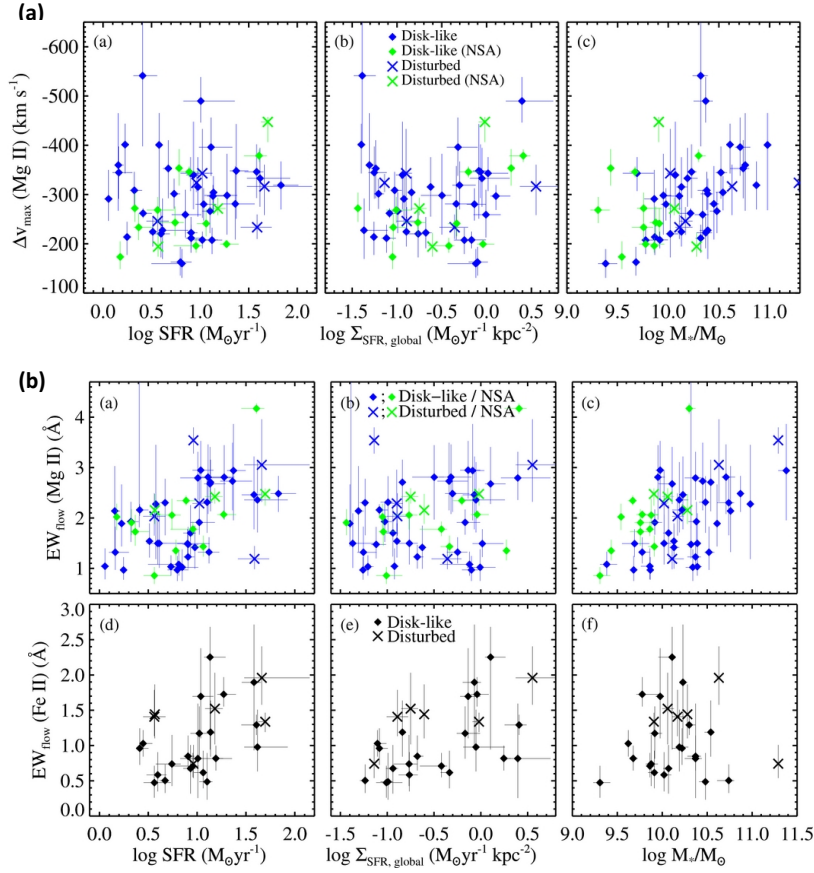 (a)
(a) (b) (c)
Disk-like
Disk-like (NSA)
Disturbed
Disturbed (NSA)
Δv_max (Mg II) (km s⁻¹)
-600
-500
-400
-300
-200
-100
0.0 0.5 1.0 1.5 2.0 -1.5 -1.0 -0.5 0.0 0.5 9.0 9.5 10.0 10.5 11.0
log SFR (M⊙yr⁻¹) log Σ_SFR, global (M⊙yr⁻¹ kpc⁻²) log M*/M⊙
(b)
(a) (b) (c)
; Disk−like / NSA
; Disturbed / NSA
EW_flow (Mg II) (Å)
4
3
2
1
(d) (e) (f)
Disk-like
Disturbed
EW_flow (Fe II) (Å)
3.0
2.5
2.0
1.5
1.0
0.5
0.0
0.0 0.5 1.0 1.5 2.0 -1.5 -1.0 -0.5 0.0 0.5 9.0 9.5 10.0 10.5 11.0 11.5
log SFR (M⊙yr⁻¹) log Σ_SFR, global (M⊙yr⁻¹ kpc⁻²) log M*/M⊙